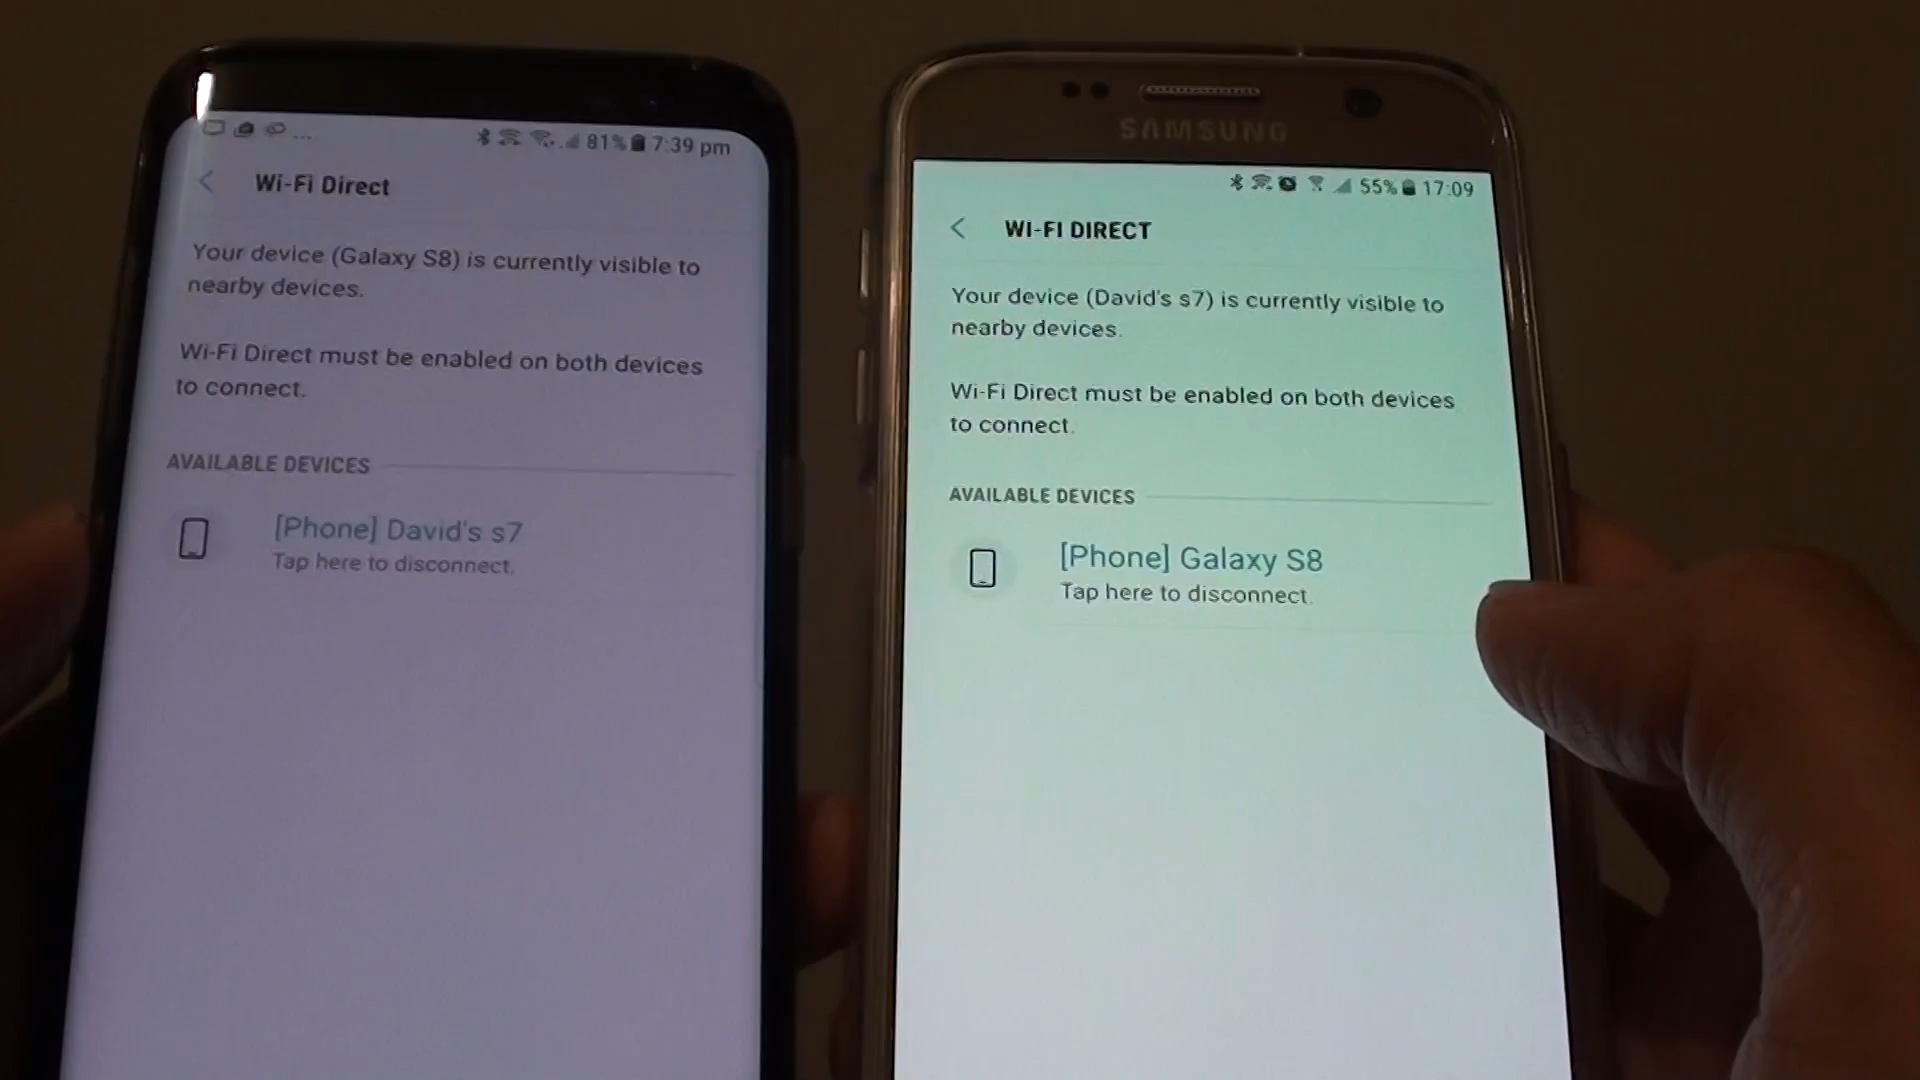 81% 7:39 pm
Wi-Fi Direct
Your device (Galaxy S8) is currently visible to
nearby devices.
Wi-Fi Direct must be enabled on both devices
to connect.
AVAILABLE DEVICES
[Phone] David's s7
Tap here to disconnect.
SAMSUNG
55% 17:09
WI-FI DIRECT
Your device (David's s7) is currently visible to
nearby devices.
Wi-Fi Direct must be enabled on both devices
to connect.
AVAILABLE DEVICES
[Phone] Galaxy S8
Tap here to disconnect.